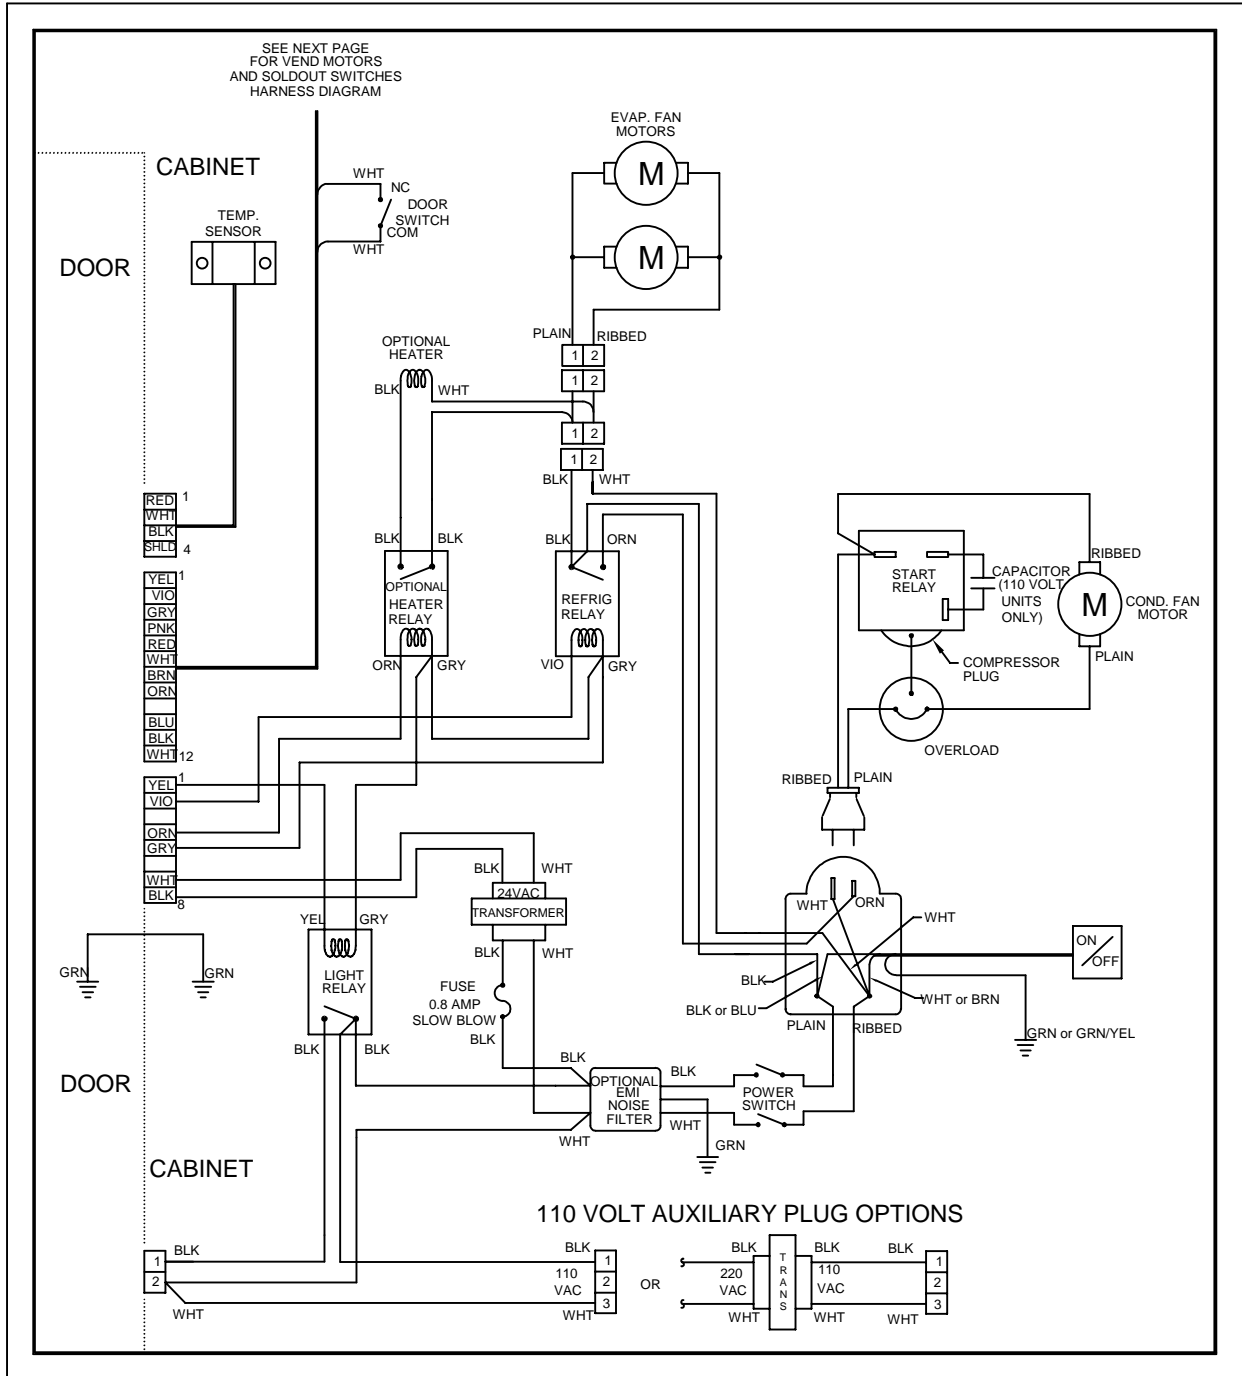 SEE NEXT PAGE
FOR VEND MOTORS
AND SOLDOUT SWITCHES
HARNESS DIAGRAM
EVAP. FAN
MOTORS
M
M
CABINET
WHT
NC
DOOR
SWITCH
COM
WHT
TEMP.
SENSOR
DOOR
PLAIN
RIBBED
1 2
1 2
1 2
1 2
OPTIONAL
HEATER
BLK
WHT
BLK
WHT
RED 1
WHT
BLK
SHLD 4
YEL 1
VIO
GRY
PNK
RED
WHT
BRN
ORN
BLU
BLK
WHT 12
YEL 1
VIO
ORN
GRY
WHT
BLK 8
BLK
BLK
OPTIONAL
HEATER
RELAY
ORN
GRY
BLK
ORN
REFRIG
RELAY
VIO
GRY
START
RELAY
CAPACITOR
(110 VOLT
UNITS
ONLY)
RIBBED
M
COND. FAN
MOTOR
PLAIN
COMPRESSOR
PLUG
OVERLOAD
RIBBED
PLAIN
BLK
WHT
24VAC
TRANSFORMER
BLK
WHT
FUSE
0.8 AMP
SLOW BLOW
BLK
YEL
GRY
LIGHT
RELAY
BLK
BLK
GRN
GRN
WHT
ORN
WHT
BLK
BLK or BLU
PLAIN
RIBBED
WHT or BRN
ON
/OFF
GRN or GRN/YEL
BLK
OPTIONAL
EMI
NOISE
FILTER
WHT
BLK
WHT
GRN
POWER
SWITCH
DOOR
CABINET
110 VOLT AUXILIARY PLUG OPTIONS
1
2
BLK
WHT
BLK
110
VAC
WHT
1
2
3
OR
BLK
220
VAC
WHT
T
R
A
N
S
BLK
110
VAC
WHT
BLK
WHT
1
2
3